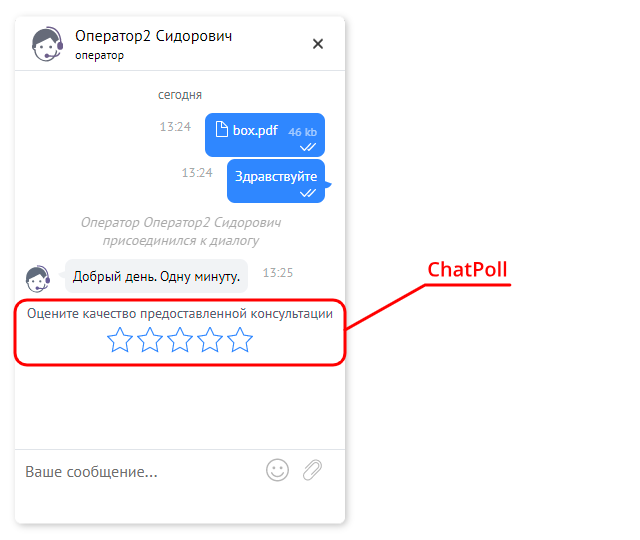 Оператор2 Сидорович
оператор
сегодня
13:24 box.pdf 46 kb
13:24 Здравствуйте
Оператор Оператор2 Сидорович
присоединился к диалогу
Добрый день. Одну минуту. 13:25
ChatPoll
Оцените качество предоставленной консультации
Ваше сообщение...